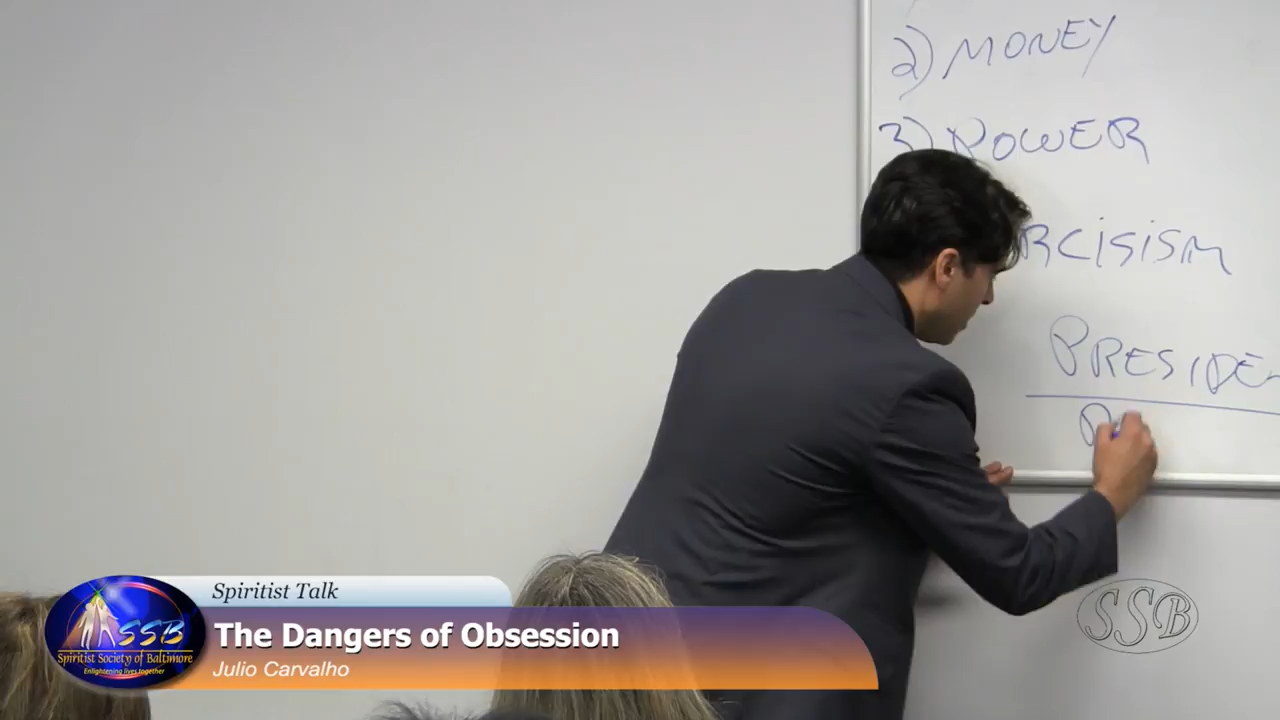 2) MONEY
3) POWER
RCISISM
PRESIDE
Spiritist Talk
The Dangers of Obsession
Julio Carvalho
SSB
Spiritist Society of Baltimore
Enlightening lives together
SSB